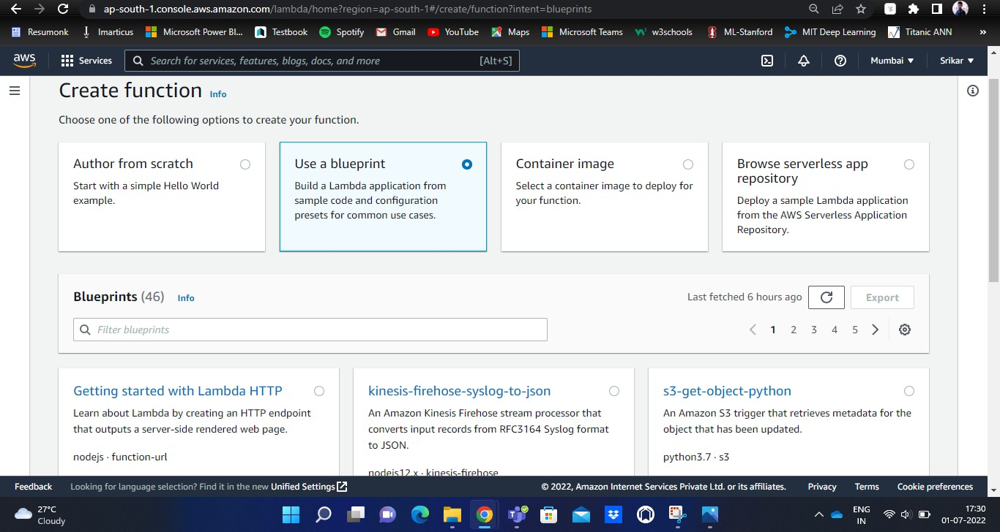 ap-south-1.console.aws.amazon.com/lambda/home?region=ap-south-1#/create/function?intent=blueprints
Resumonk Imarticus Microsoft Power BI... Testbook Spotify Gmail YouTube Maps Microsoft Teams w3schools ML-Stanford MIT Deep Learning Titanic ANN »
aws Services Search for services, features, blogs, docs, and more [Alt+S] Mumbai Srikar
Create function Info
Choose one of the following options to create your function.
Author from scratch
Start with a simple Hello World
example.
Use a blueprint
Build a Lambda application from
sample code and configuration
presets for common use cases.
Container image
Select a container image to deploy for
your function.
Browse serverless app
repository
Deploy a sample Lambda application
from the AWS Serverless Application
Repository.
Blueprints (46) Info
Last fetched 6 hours ago
Export
Filter blueprints
1 2 3 4 5
Getting started with Lambda HTTP
Learn about Lambda by creating an HTTP endpoint
that outputs a server-side rendered web page.
nodejs · function-url
kinesis-firehose-syslog-to-json
An Amazon Kinesis Firehose stream processor that
converts input records from RFC3164 Syslog format
to JSON.
nodejs12.x · kinesis-firehose
s3-get-object-python
An Amazon S3 trigger that retrieves metadata for the
object that has been updated.
python3.7 · s3
Feedback Looking for language selection? Find it in the new Unified Settings © 2022, Amazon Internet Services Private Ltd. or its affiliates. Privacy Terms Cookie preferences
27°C
Cloudy
ENG
IN
17:30
01-07-2022